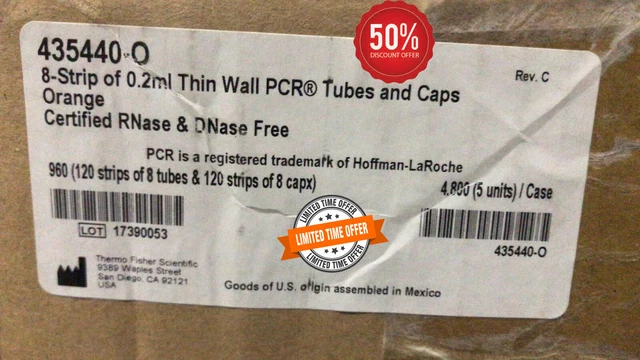 50%
DISCOUNT OFFER
435440-O
Rev. C
8-Strip of 0.2ml Thin Wall PCR® Tubes and Caps
Orange
Certified RNase & DNase Free
PCR is a registered trademark of Hoffman-LaRoche
960 (120 strips of 8 tubes & 120 strips of 8 capx)
4,800 (5 units) / Case
LOT 17390053
435440-O
LIMITED TIME OFFER
LIMITED TIME OFFER
LIMITED TIME OFFER
Thermo Fisher Scientific
9389 Waples Street
San Diego, CA 92121
USA
Goods of U.S. origin assembled in Mexico